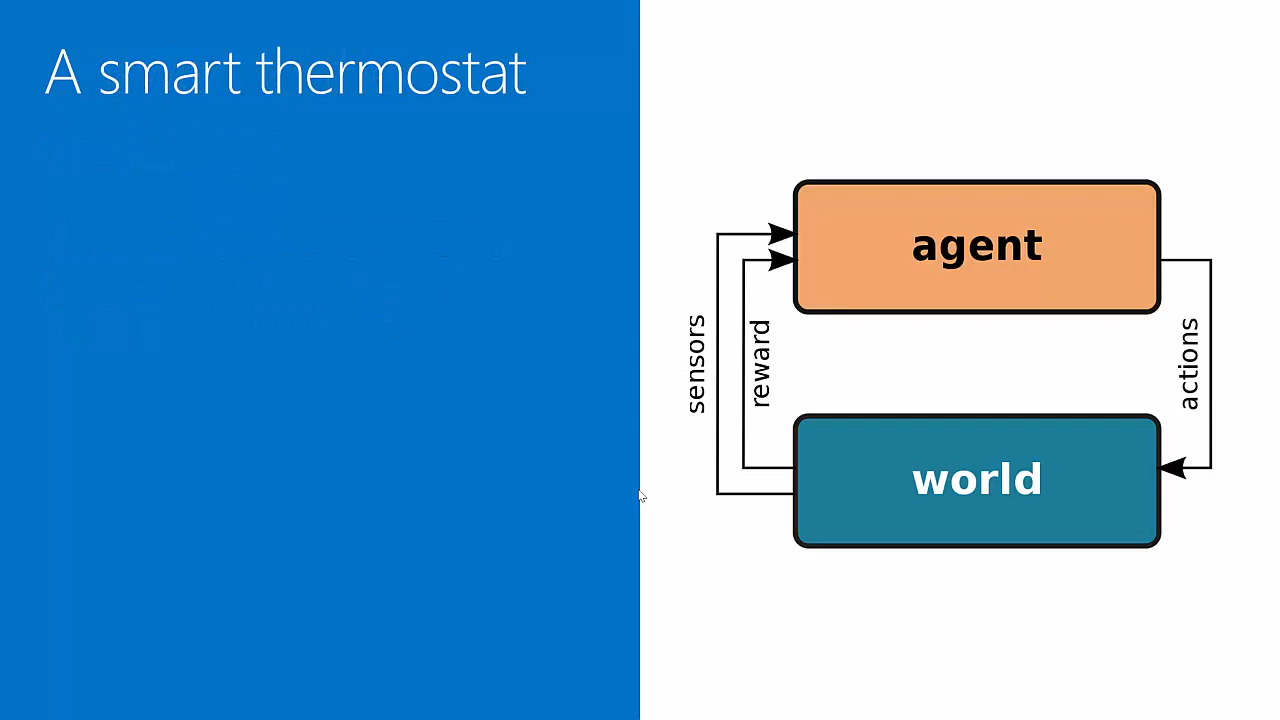 A smart thermostat
agent
sensors
reward
actions
world